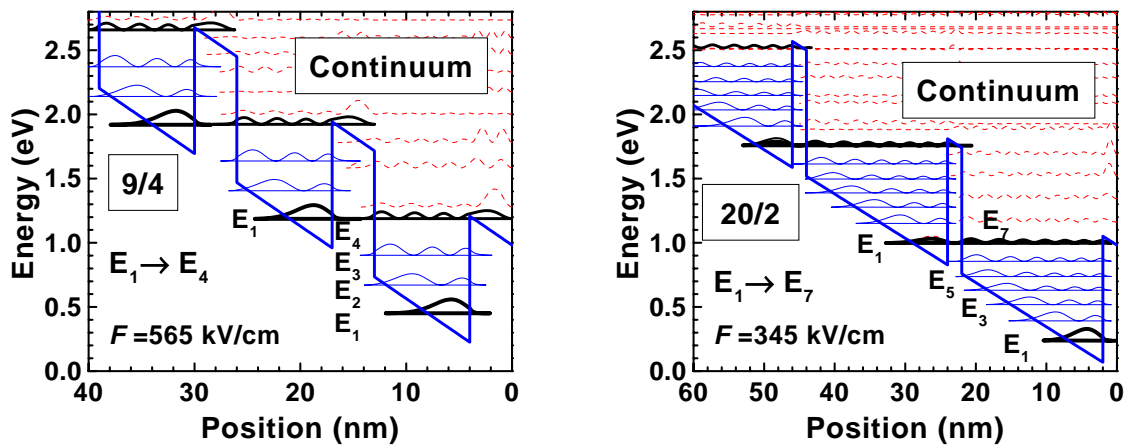 2.5
2.0
1.5
1.0
0.5
0.0
Energy (eV)
Continuum
9/4
E1
E4
E3
E2
E1
E1→ E4
F =565 kV/cm
40 30 20 10 0
Position (nm)
2.5
2.0
1.5
1.0
0.5
0.0
Energy (eV)
Continuum
20/2
E1
E7
E5
E3
E1
E1→ E7
F=345 kV/cm
60 50 40 30 20 10 0
Position (nm)